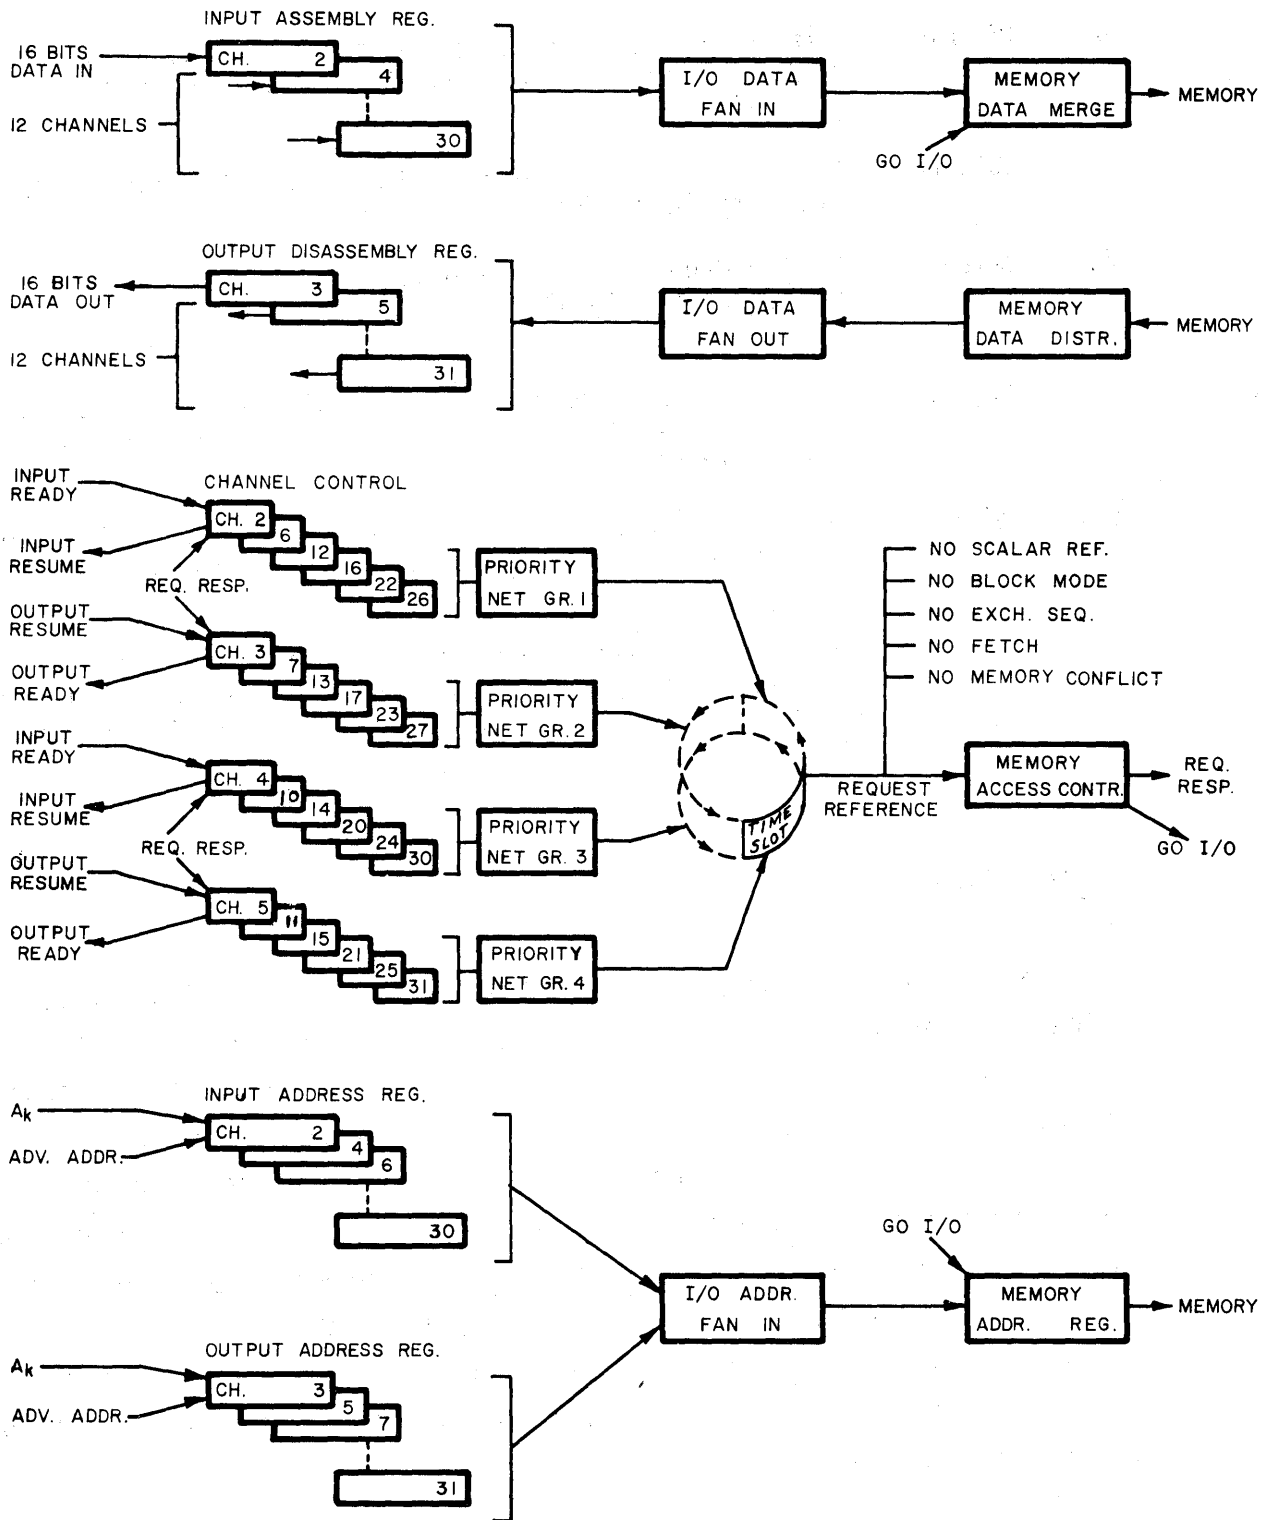 INPUT ASSEMBLY REG.
16 BITS
DATA IN
CH. 2
4
30
12 CHANNELS
I/O DATA
FAN IN
MEMORY
DATA MERGE
MEMORY
GO I/O
OUTPUT DISASSEMBLY REG.
16 BITS
DATA OUT
CH. 3
5
31
12 CHANNELS
I/O DATA
FAN OUT
MEMORY
DATA DISTR.
MEMORY
CHANNEL CONTROL
INPUT
READY
INPUT
RESUME
CH. 2
6
12
16
22
26
PRIORITY
NET GR. 1
REQ. RESP.
OUTPUT
RESUME
OUTPUT
READY
CH. 3
7
13
17
23
27
PRIORITY
NET GR. 2
INPUT
READY
INPUT
RESUME
CH. 4
10
14
20
24
30
PRIORITY
NET GR. 3
REQ. RESP.
OUTPUT
RESUME
OUTPUT
READY
CH. 5
11
15
21
25
31
PRIORITY
NET GR. 4
TIME
SLOT
NO SCALAR REF.
NO BLOCK MODE
NO EXCH. SEQ.
NO FETCH
NO MEMORY CONFLICT
REQUEST
REFERENCE
MEMORY
ACCESS CONTR.
REQ.
RESP.
GO I/O
INPUT ADDRESS REG.
Ak
ADV. ADDR.
CH. 2
4
6
30
OUTPUT ADDRESS REG.
Ak
ADV. ADDR.
CH. 3
5
7
31
I/O ADDR.
FAN IN
GO I/O
MEMORY
ADDR. REG.
MEMORY